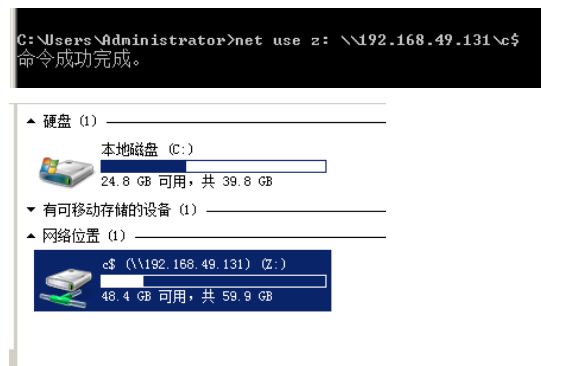 C:\Users\Administrator>net use z: \\192.168.49.131\c$
命令成功完成。
硬盘 (1)
本地磁盘 (C:)
24.8 GB 可用，共 39.8 GB
有可移动存储的设备 (1)
网络位置 (1)
c$ (\\192.168.49.131) (Z:)
48.4 GB 可用，共 59.9 GB